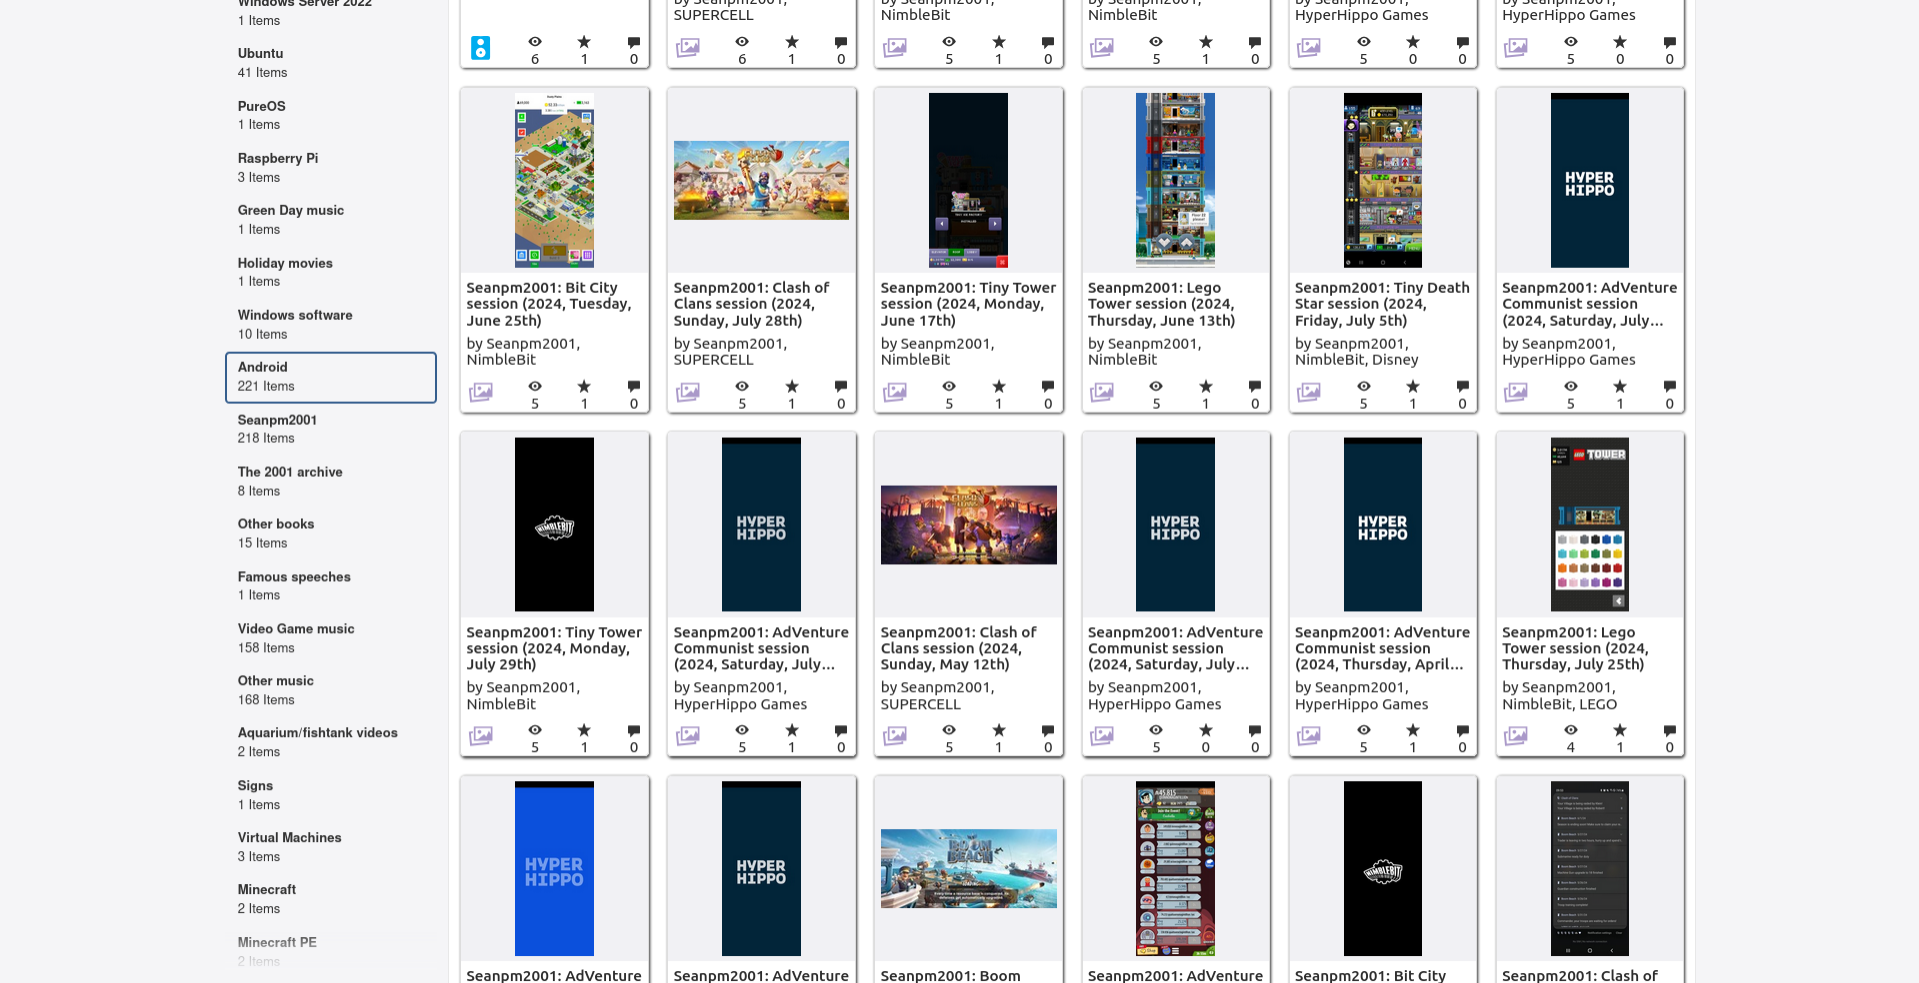 Windows Server 2022
1 Items
Ubuntu
41 Items
PureOS
1 Items
Raspberry Pi
3 Items
Green Day music
1 Items
Holiday movies
1 Items
Windows software
10 Items
Android
221 Items
Seanpm2001
218 Items
The 2001 archive
8 Items
Other books
15 Items
Famous speeches
1 Items
Video Game music
158 Items
Other music
168 Items
Aquarium/fishtank videos
2 Items
Signs
1 Items
Virtual Machines
3 Items
Minecraft
2 Items
Minecraft PE
2 Items
6
1
0
by Seanpm2001,
SUPERCELL
6
1
0
by Seanpm2001,
NimbleBit
5
1
0
by Seanpm2001,
NimbleBit
5
1
0
by Seanpm2001,
HyperHippo Games
5
0
0
by Seanpm2001,
HyperHippo Games
5
0
0
Seanpm2001: Bit City
session (2024, Tuesday,
June 25th)
by Seanpm2001,
NimbleBit
5
1
0
Seanpm2001: Clash of
Clans session (2024,
Sunday, July 28th)
by Seanpm2001,
SUPERCELL
5
1
0
Seanpm2001: Tiny Tower
session (2024, Monday,
June 17th)
by Seanpm2001,
NimbleBit
5
1
0
Seanpm2001: Lego
Tower session (2024,
Thursday, June 13th)
by Seanpm2001,
NimbleBit
5
1
0
Seanpm2001: Tiny Death
Star session (2024,
Friday, July 5th)
by Seanpm2001,
NimbleBit, Disney
5
1
0
HYPER
HIPPO
Seanpm2001: AdVenture
Communist session
(2024, Saturday, July...
by Seanpm2001,
HyperHippo Games
5
1
0
NIMBLEBIT
Seanpm2001: Tiny Tower
session (2024, Monday,
July 29th)
by Seanpm2001,
NimbleBit
5
1
0
HYPER
HIPPO
Seanpm2001: AdVenture
Communist session
(2024, Saturday, July...
by Seanpm2001,
HyperHippo Games
5
1
0
Seanpm2001: Clash of
Clans session (2024,
Sunday, May 12th)
by Seanpm2001,
SUPERCELL
5
1
0
HYPER
HIPPO
Seanpm2001: AdVenture
Communist session
(2024, Saturday, July...
by Seanpm2001,
HyperHippo Games
5
0
0
HYPER
HIPPO
Seanpm2001: AdVenture
Communist session
(2024, Thursday, April...
by Seanpm2001,
HyperHippo Games
5
1
0
LEGO TOWER
Seanpm2001: Lego
Tower session (2024,
Thursday, July 25th)
by Seanpm2001,
NimbleBit, LEGO
4
1
0
HYPER
HIPPO
Seanpm2001: AdVenture
HYPER
HIPPO
Seanpm2001: AdVenture
BOOM
BEACH
Seanpm2001: Boom
Seanpm2001: AdVenture
NIMBLEBIT
Seanpm2001: Bit City
Seanpm2001: Clash of